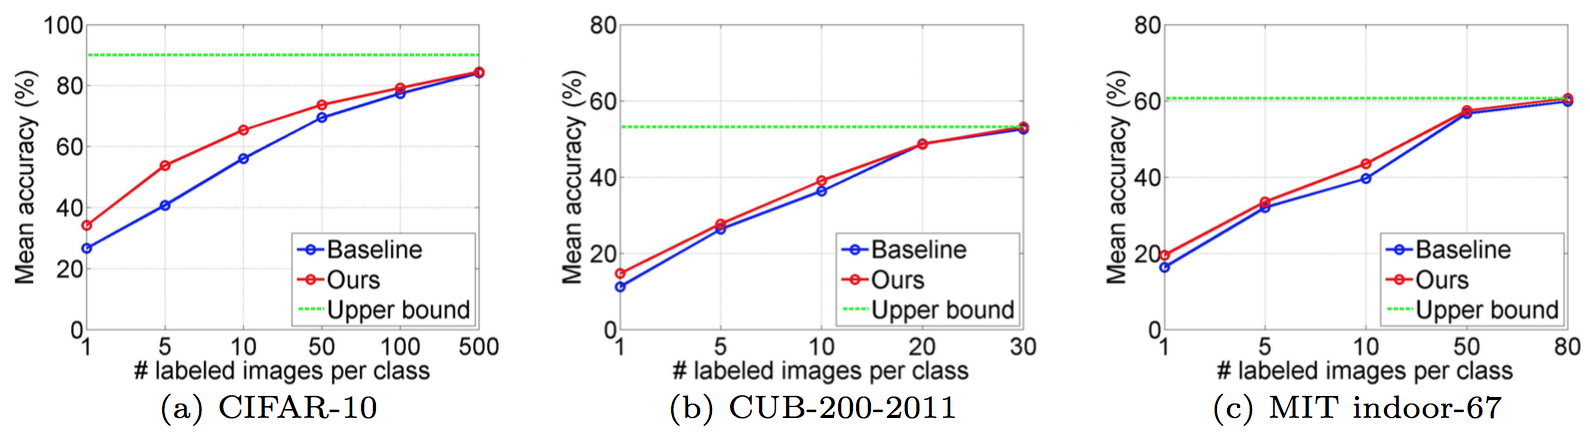 Mean accuracy (%)
100
80
60
40
20
0
1 5 10 50 100 500
# labeled images per class
Baseline
Ours
Upper bound
(a) CIFAR-10
Mean accuracy (%)
80
60
40
20
0
1 5 10 20 30
# labeled images per class
Baseline
Ours
Upper bound
(b) CUB-200-2011
Mean accuracy (%)
80
60
40
20
0
1 5 10 50 80
# labeled images per class
Baseline
Ours
Upper bound
(c) MIT indoor-67